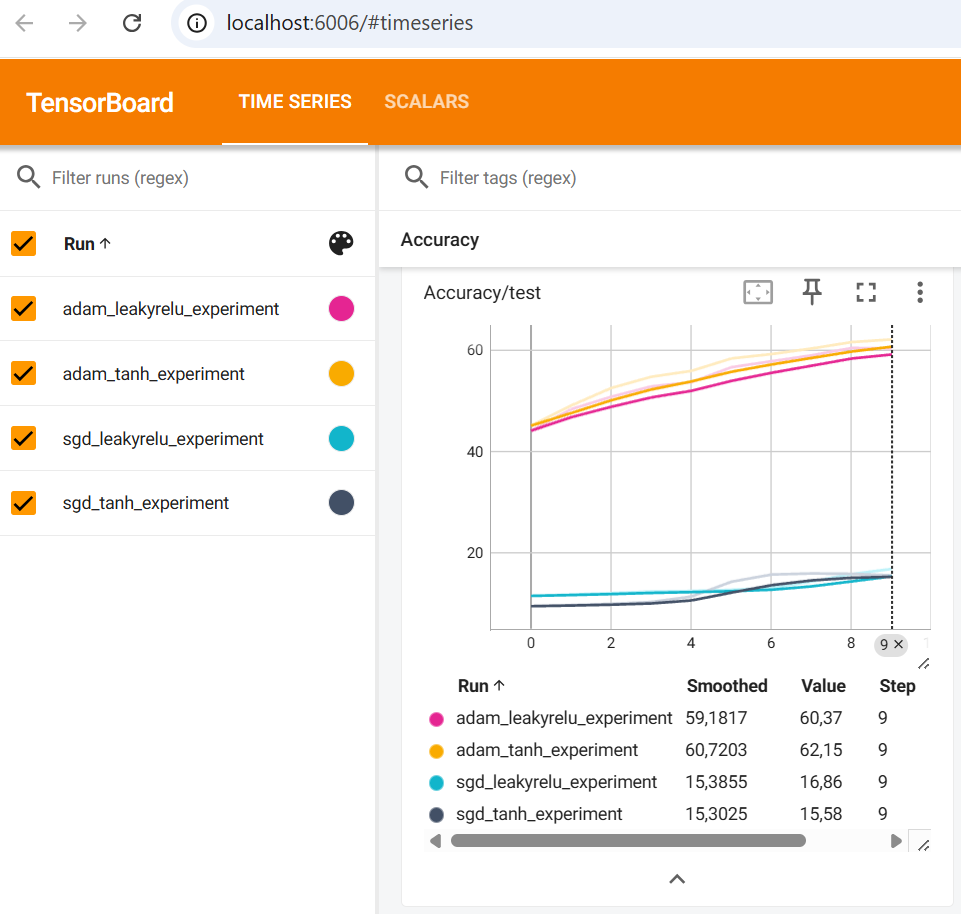 localhost:6006/#timeseries
TensorBoard TIME SERIES SCALARS
Filter runs (regex)
Filter tags (regex)
Run ↑
adam_leakyrelu_experiment
adam_tanh_experiment
sgd_leakyrelu_experiment
sgd_tanh_experiment
Accuracy
Accuracy/test
60
40
20
0 2 4 6 8 9 ×
Run ↑ Smoothed Value Step
adam_leakyrelu_experiment 59,1817 60,37 9
adam_tanh_experiment 60,7203 62,15 9
sgd_leakyrelu_experiment 15,3855 16,86 9
sgd_tanh_experiment 15,3025 15,58 9